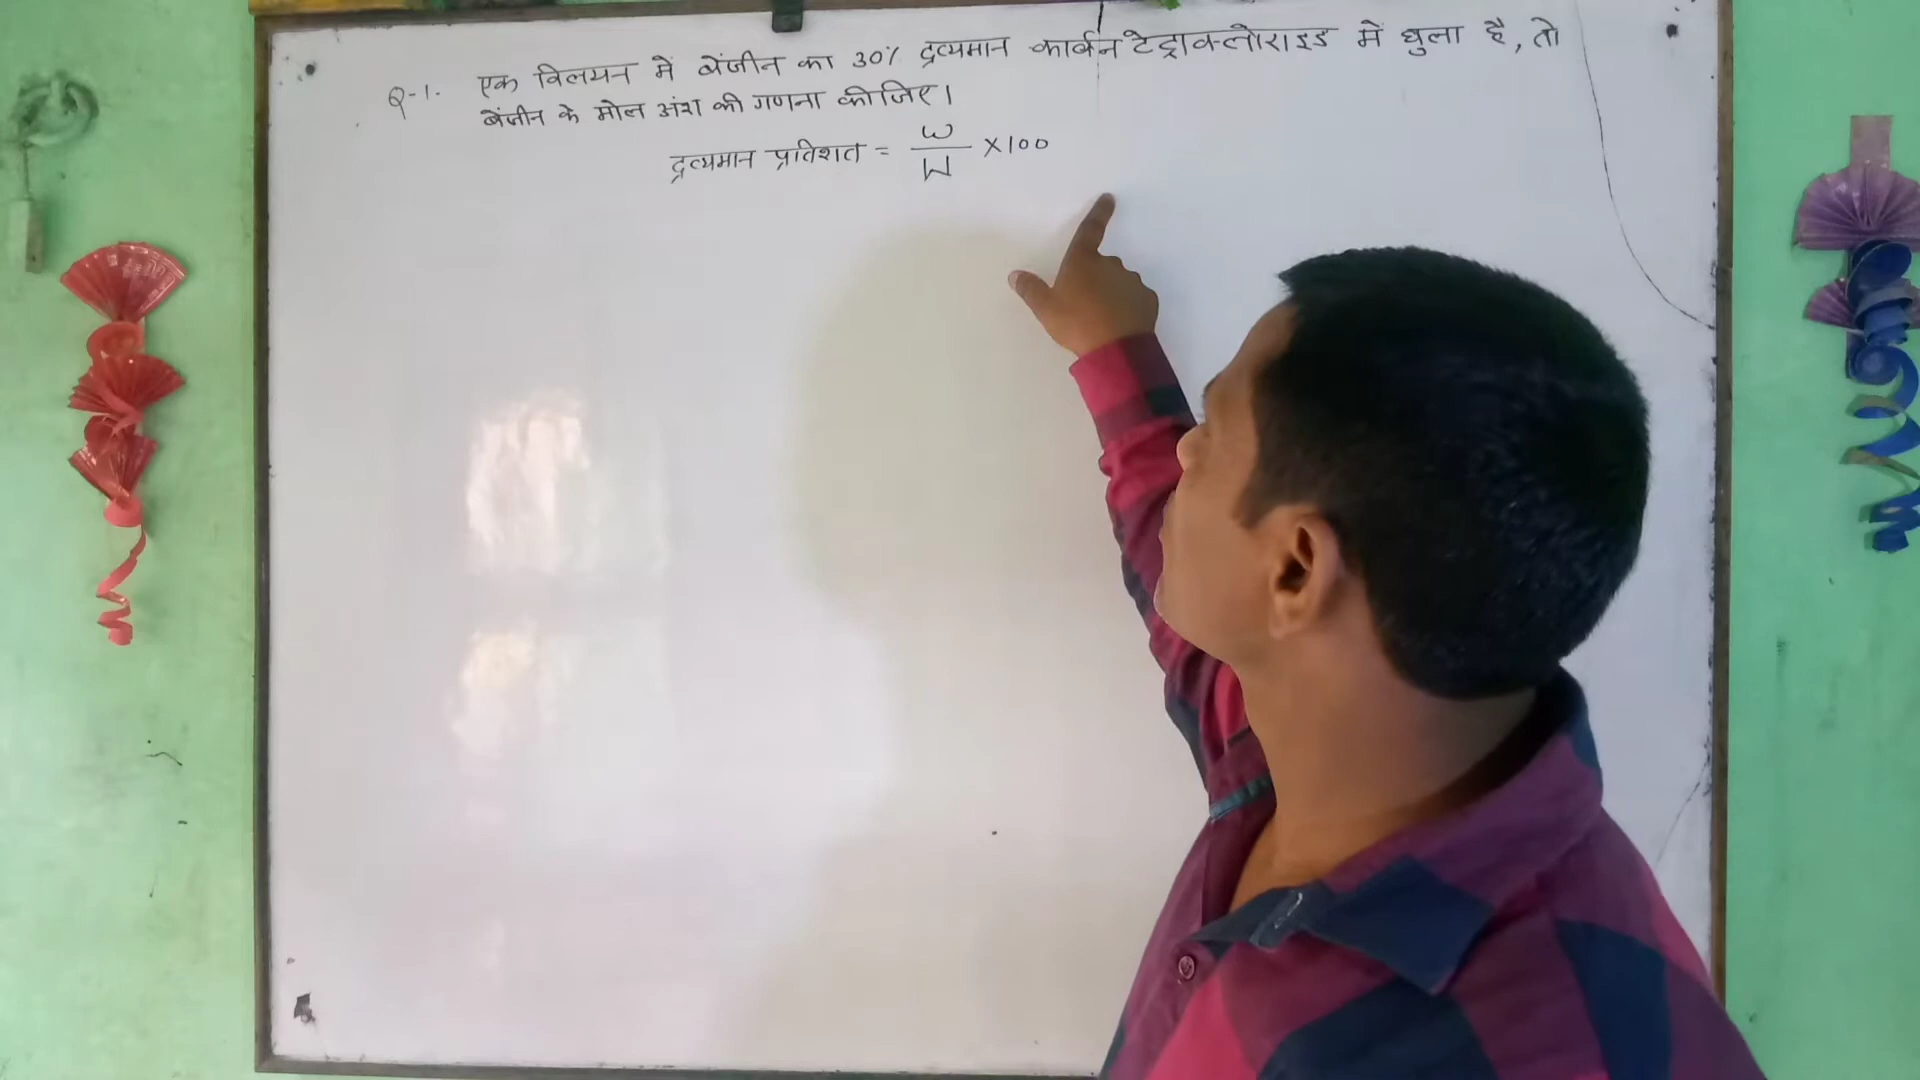 Q-1. एक विलयन में बेंजीन का 30% द्रव्यमान कार्बन टेट्राक्लोराइड में घुला है, तो
बेंजीन के मोल अंश की गणना कीजिए।
द्रव्यमान प्रतिशत = w/W ×100